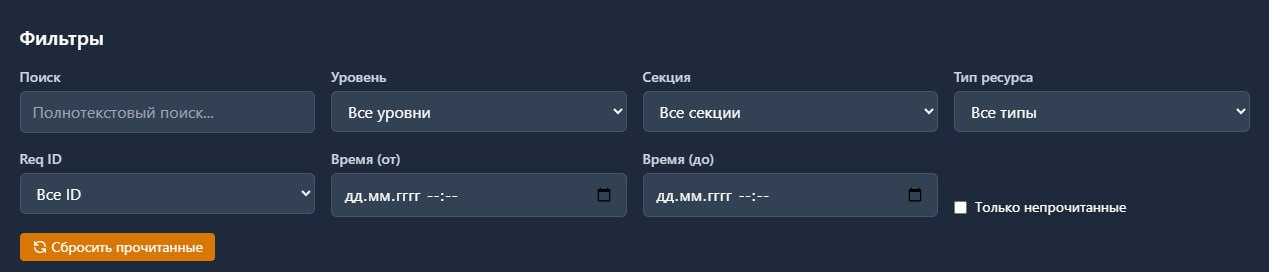 Фильтры
Поиск Уровень Секция Тип ресурса
Полнотекстовый поиск... Все уровни Все секции Все типы
Req ID Время (от) Время (до)
Все ID дд.мм.гггг --:-- дд.мм.гггг --:-- Только непрочитанные
Сбросить прочитанные